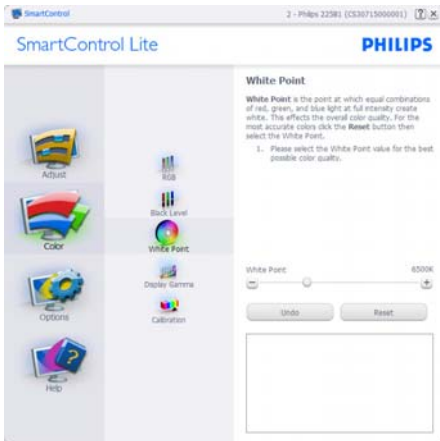 SmartControl
2 - Philips 225B1 (CS30715000001)
SmartControl Lite
PHILIPS
Adjust
Color
Options
Help
RGB
Black Level
White Point
Display Gamma
Calibration
White Point
White Point is the point at which equal combinations
of red, green, and blue light at full intensity create
white. This effects the overall color quality. For the
most accurate colors click the Reset button then
select the White Point value.
1. Please select the White Point value for the best
possible color quality.
White Point 6500K
Undo Reset